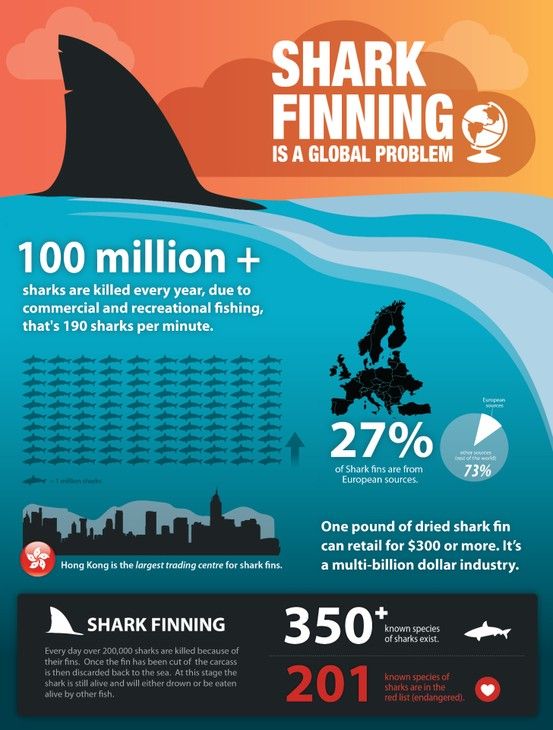 SHARK
FINNING
IS A GLOBAL PROBLEM
100 million +
sharks are killed every year, due to
commercial and recreational fishing,
that's 190 sharks per minute.
= 1 million sharks
27%
of Shark fins are from
European sources.
European
sources
other sources
(rest of the world)
73%
Hong Kong is the largest trading centre for shark fins.
One pound of dried shark fin
can retail for $300 or more. It's
a multi-billion dollar industry.
SHARK FINNING
Every day over 200,000 sharks are killed because of
their fins. Once the fin has been cut of the carcass
is then discarded back to the sea. At this stage the
shark is still alive and will either drown or be eaten
alive by other fish.
350+
known species
of sharks exist.
201
known species of
sharks are in the
red list (endangered).